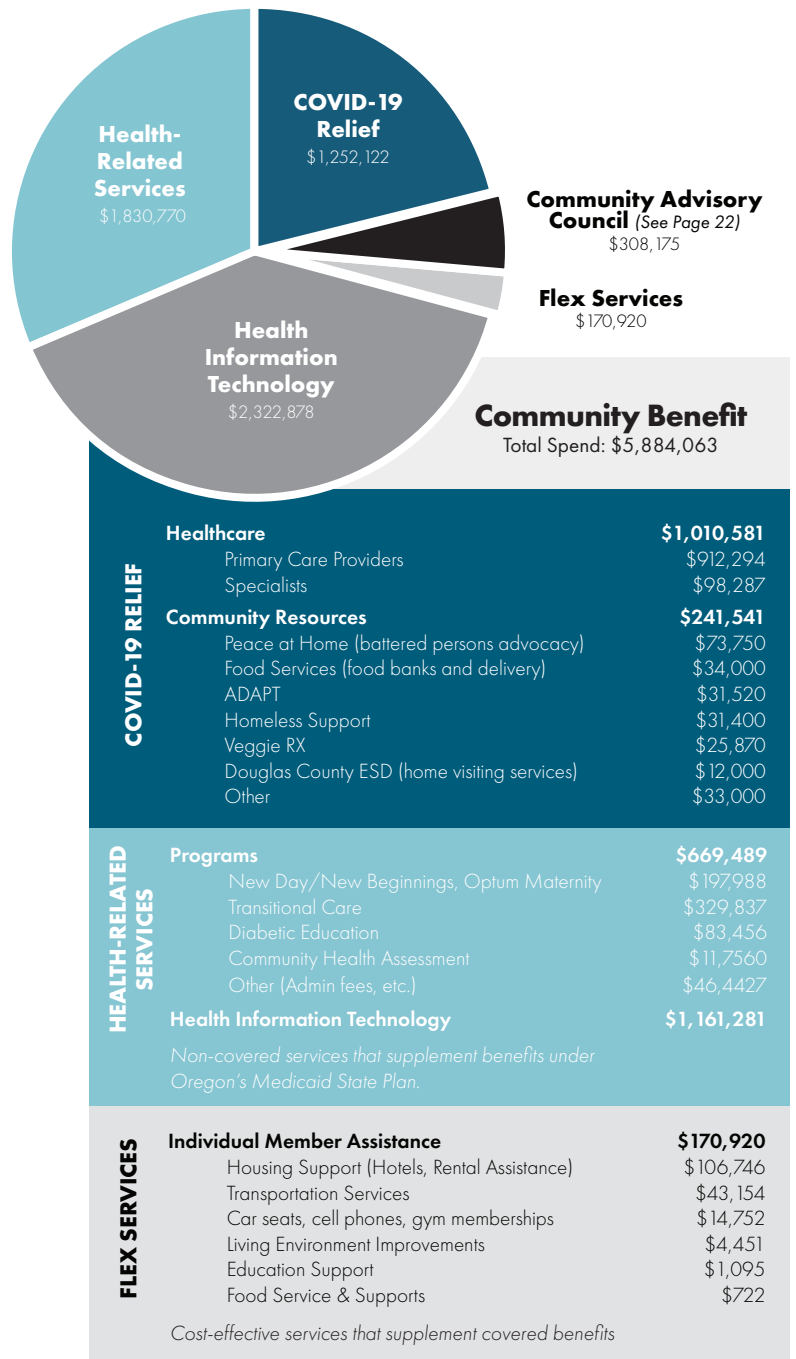 COVID-19
Relief
$1,252,122
Health-
Related
Services
$1,830,770
Community Advisory
Council (See Page 22)
$308,175
Flex Services
$170,920
Health
Information
Technology
$2,322,878
Community Benefit
Total Spend: $5,884,063
COVID-19 RELIEF
Healthcare $1,010,581
Primary Care Providers $912,294
Specialists $98,287
Community Resources $241,541
Peace at Home (battered persons advocacy) $73,750
Food Services (food banks and delivery) $34,000
ADAPT $31,520
Homeless Support $31,400
Veggie RX $25,870
Douglas County ESD (home visiting services) $12,000
Other $33,000
HEALTH-RELATED
SERVICES
Programs $669,489
New Day/New Beginnings, Optum Maternity $197,988
Transitional Care $329,837
Diabetic Education $83,456
Community Health Assessment $11,7560
Other (Admin fees, etc.) $46,4427
Health Information Technology $1,161,281
Non-covered services that supplement benefits under
Oregon's Medicaid State Plan.
FLEX SERVICES
Individual Member Assistance $170,920
Housing Support (Hotels, Rental Assistance) $106,746
Transportation Services $43,154
Car seats, cell phones, gym memberships $14,752
Living Environment Improvements $4,451
Education Support $1,095
Food Service & Supports $722
Cost-effective services that supplement covered benefits